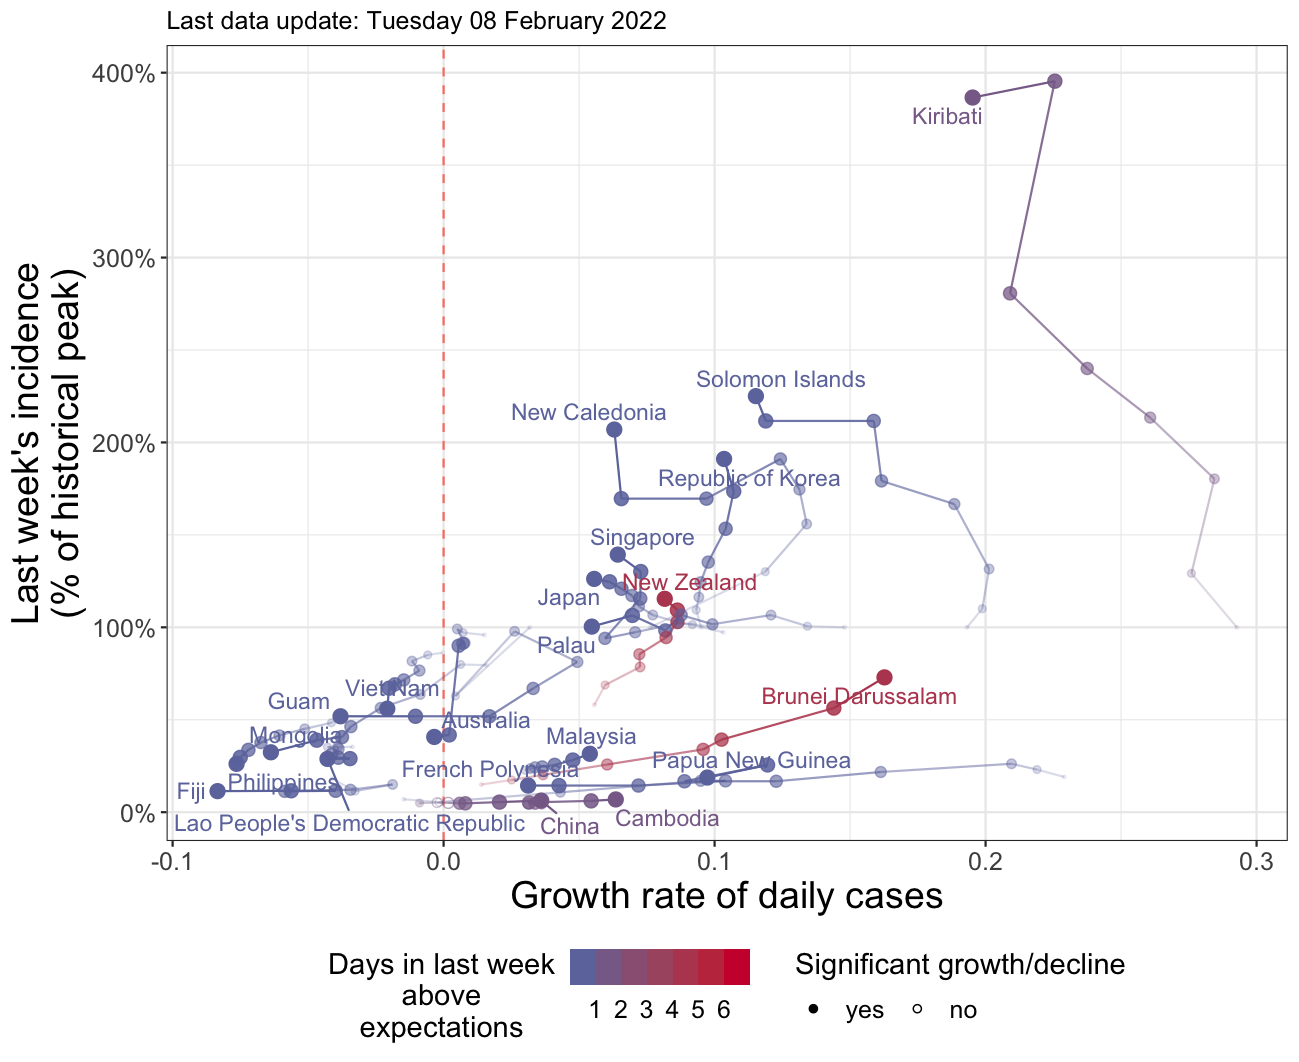 Last data update: Tuesday 08 February 2022
Last week's incidence
(% of historical peak)
400%
300%
200%
100%
0%
Kiribati
Solomon Islands
New Caledonia
Republic of Korea
Singapore
New Zealand
Japan
Palau
Viet Nam
Guam
Brunei Darussalam
Australia
Mongolia
Malaysia
Papua New Guinea
French Polynesia
Philippines
Fiji
Lao People's Democratic Republic
China
Cambodia
-0.1
0.0
0.1
0.2
0.3
Growth rate of daily cases
Days in last week
above
expectations
1 2 3 4 5 6
Significant growth/decline
yes
no